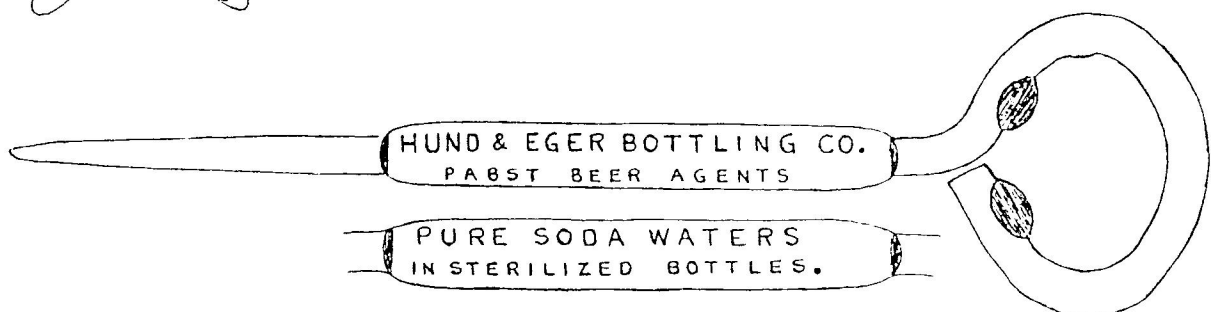 HUND & EGER BOTTLING CO.
PABST BEER AGENTS
PURE SODA WATERS
IN STERILIZED BOTTLES.